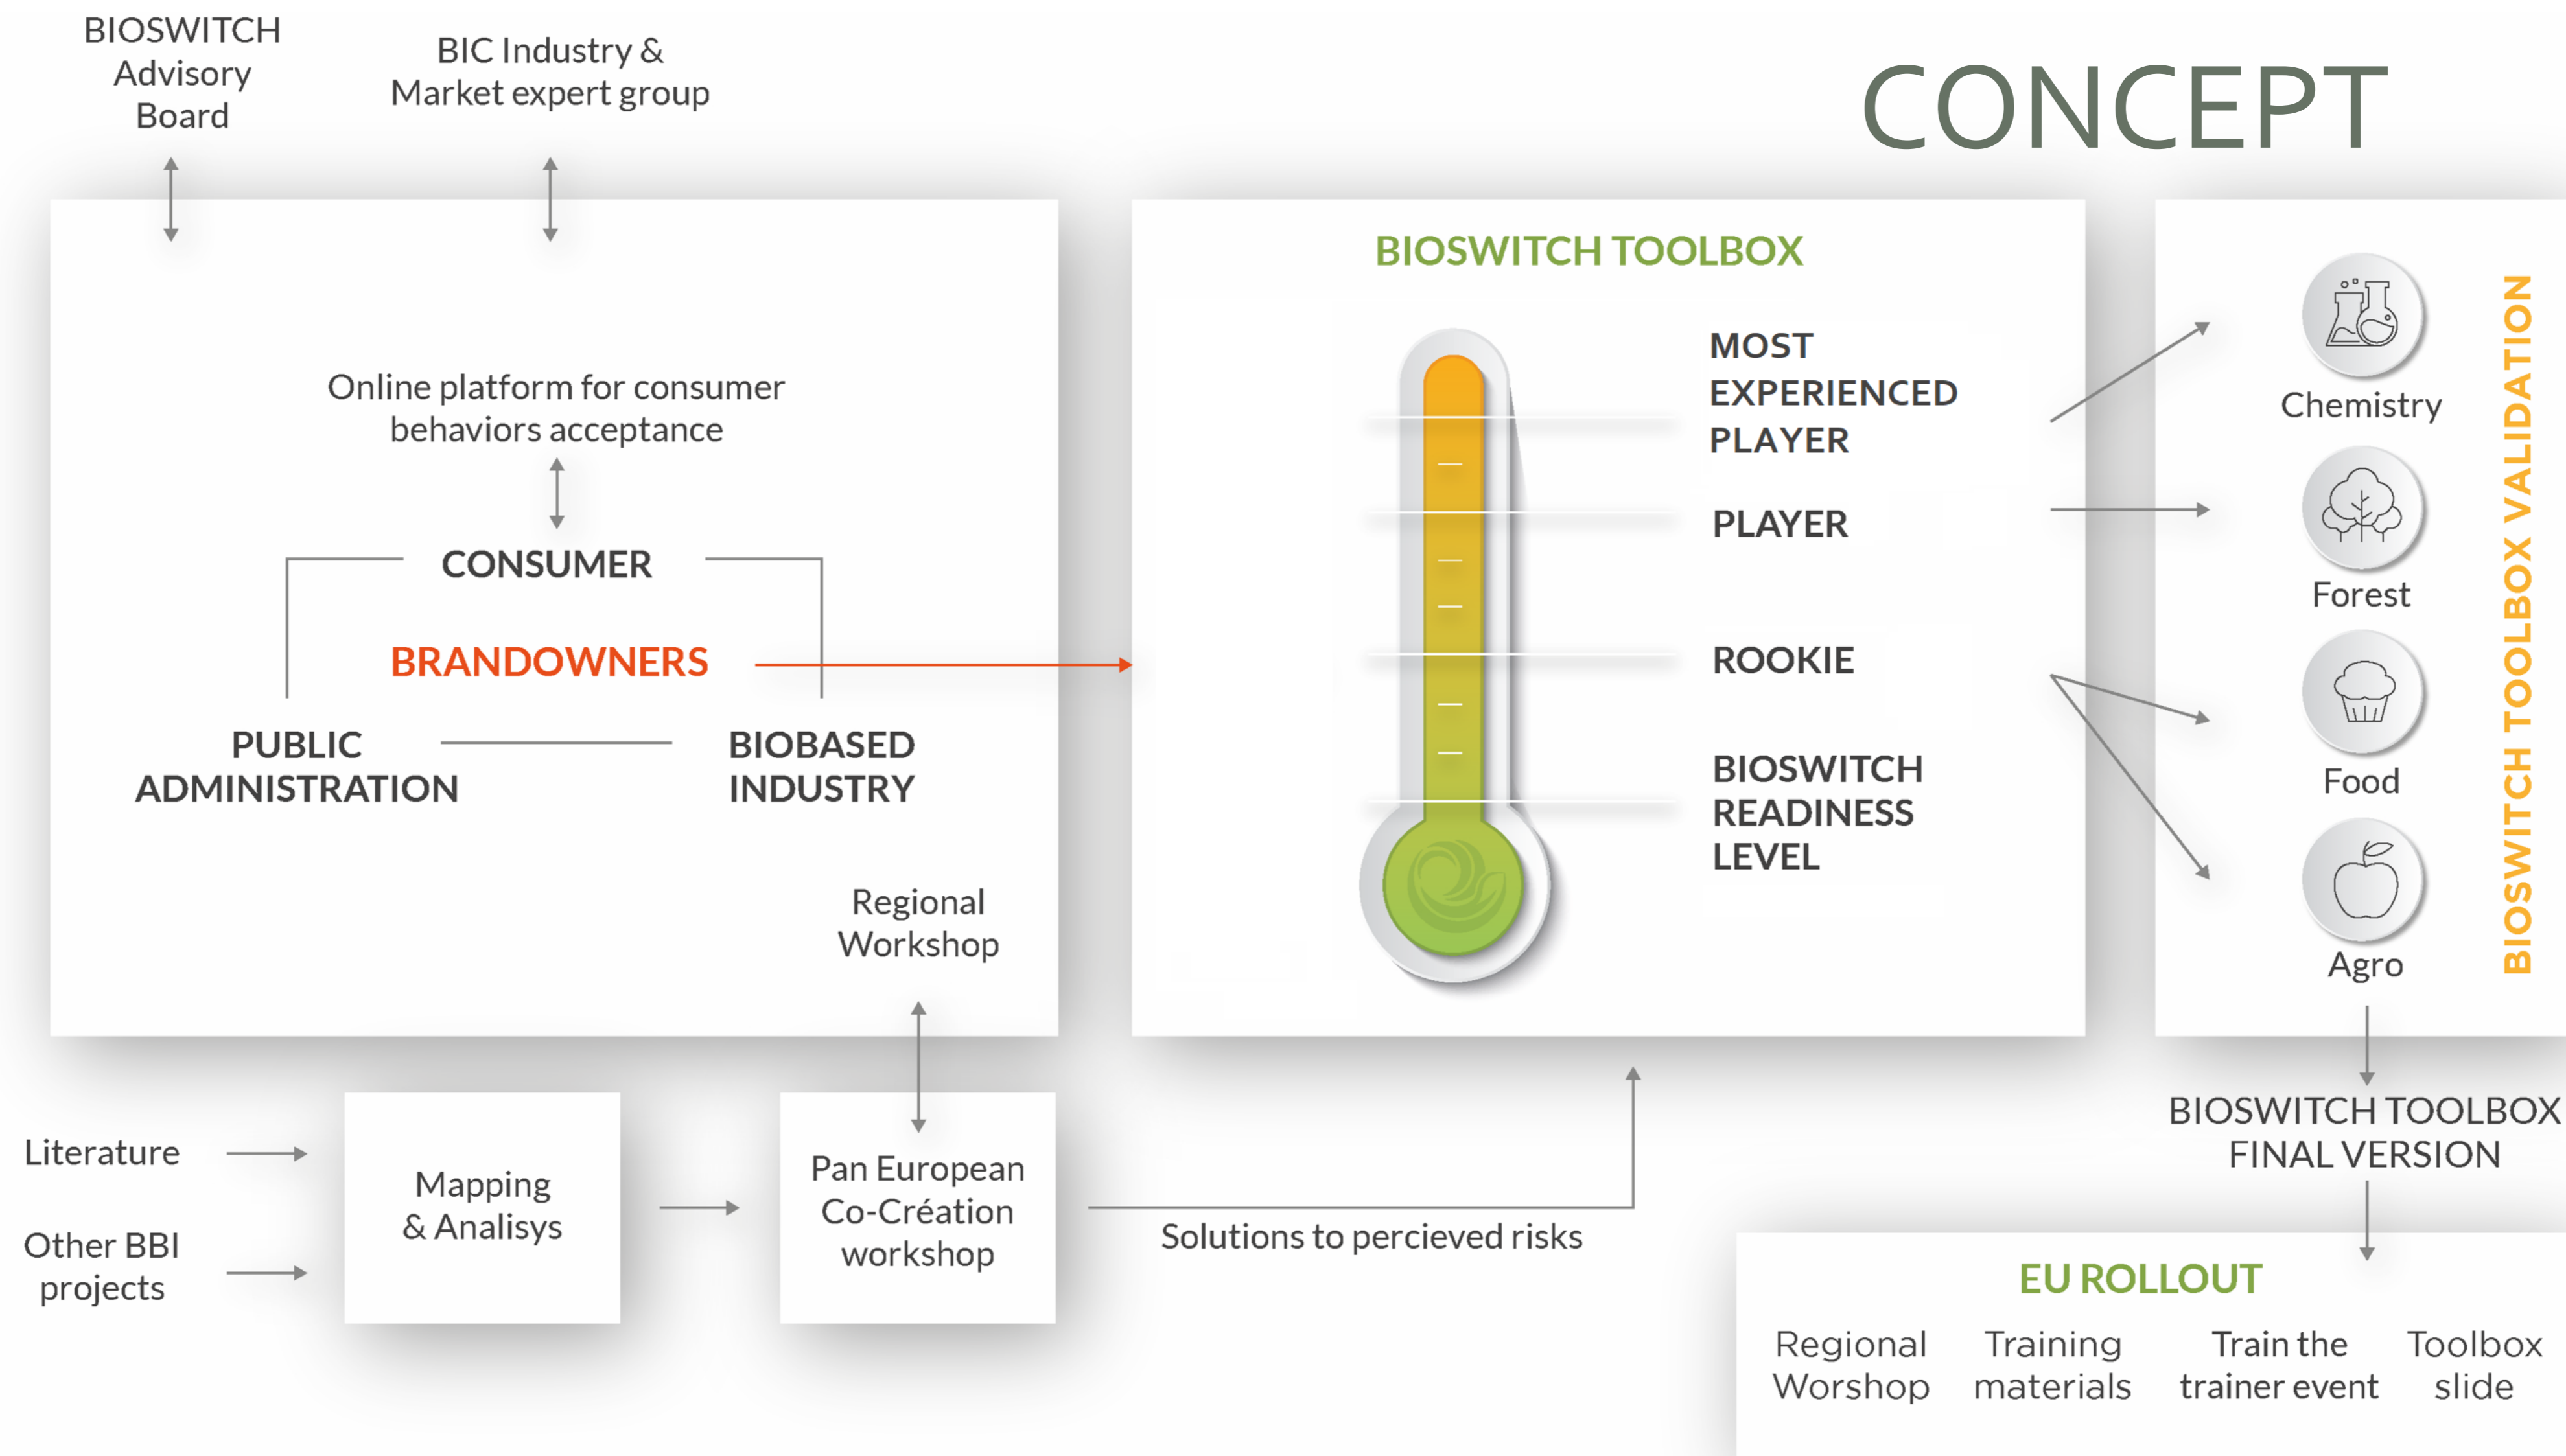 BIOSWITCH
Advisory
Board
BIC Industry &
Market expert group
CONCEPT
Online platform for consumer
behaviors acceptance
CONSUMER
BRANDOWNERS
PUBLIC
ADMINISTRATION
BIOBASED
INDUSTRY
Regional
Workshop
BIOSWITCH TOOLBOX
MOST
EXPERIENCED
PLAYER
PLAYER
ROOKIE
BIOSWITCH
READINESS
LEVEL
Chemistry
Forest
Food
Agro
BIOSWITCH TOOLBOX VALIDATION
Literature
Other BBI
projects
Mapping
& Analisys
Pan European
Co-Création
workshop
Solutions to percieved risks
BIOSWITCH TOOLBOX
FINAL VERSION
EU ROLLOUT
Regional
Worshop
Training
materials
Train the
trainer event
Toolbox
slide